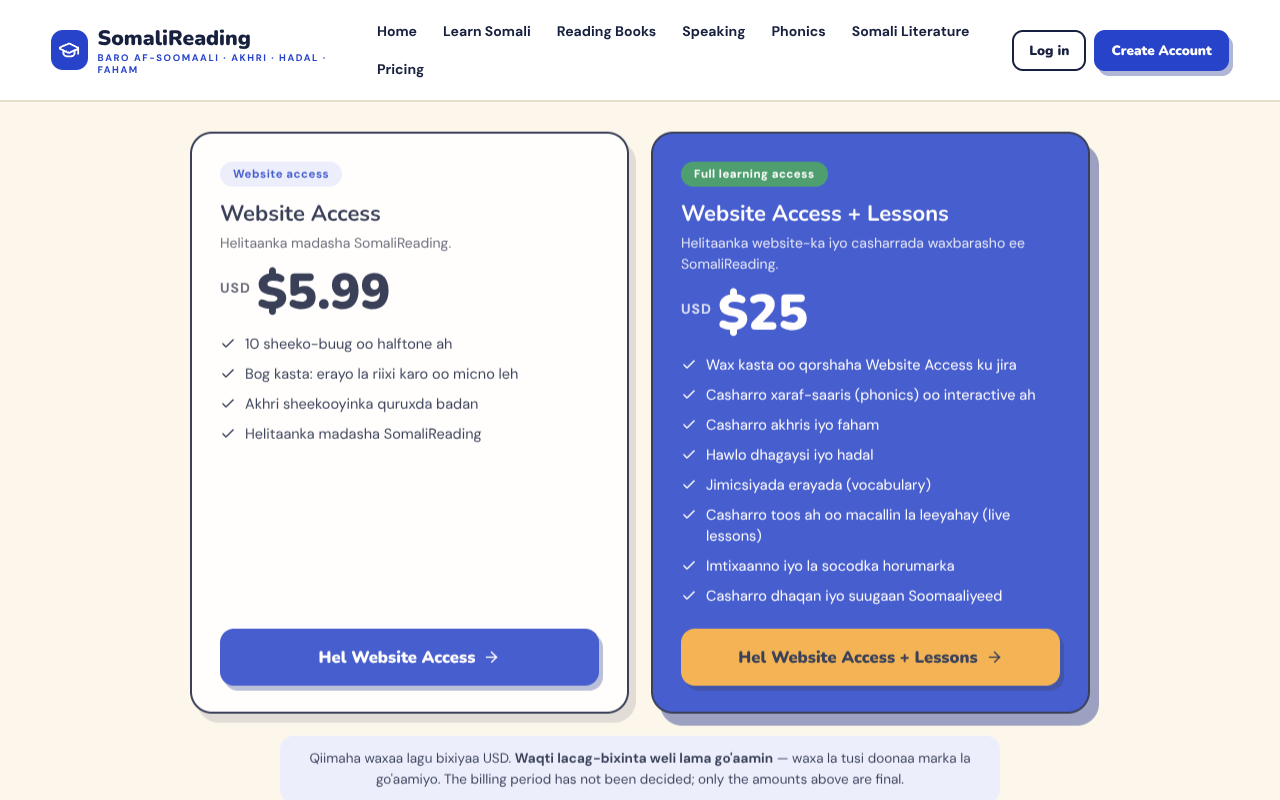 SomaliReading
BARO AF-SOOMAALI · AKHRI · HADAL ·
FAHAM
Home
Learn Somali
Reading Books
Speaking
Phonics
Somali Literature
Pricing
Log in
Create Account
Website access
Website Access
Helitaanka madasha SomaliReading.
USD $5.99
10 sheeko-buug oo halftone ah
Bog kasta: erayo la riixi karo oo micno leh
Akhri sheekooyinka quruxda badan
Helitaanka madasha SomaliReading
Hel Website Access →
Full learning access
Website Access + Lessons
Helitaanka website-ka iyo casharrada waxbarasho ee
SomaliReading.
USD $25
Wax kasta oo qorshaha Website Access ku jira
Casharro xaraf-saaris (phonics) oo interactive ah
Casharro akhris iyo faham
Hawlo dhagaysi iyo hadal
Jimicsiyada erayada (vocabulary)
Casharro toos ah oo macallin la leeyahay (live
lessons)
Imtixaanno iyo la socodka horumarka
Casharro dhaqan iyo suugaan Soomaaliyeed
Hel Website Access + Lessons →
Qiimaha waxaa lagu bixiyaa USD. Waqti lacag-bixinta weli lama go'aamin — waxa la tusi doonaa marka la
go'aamiyo. The billing period has not been decided; only the amounts above are final.